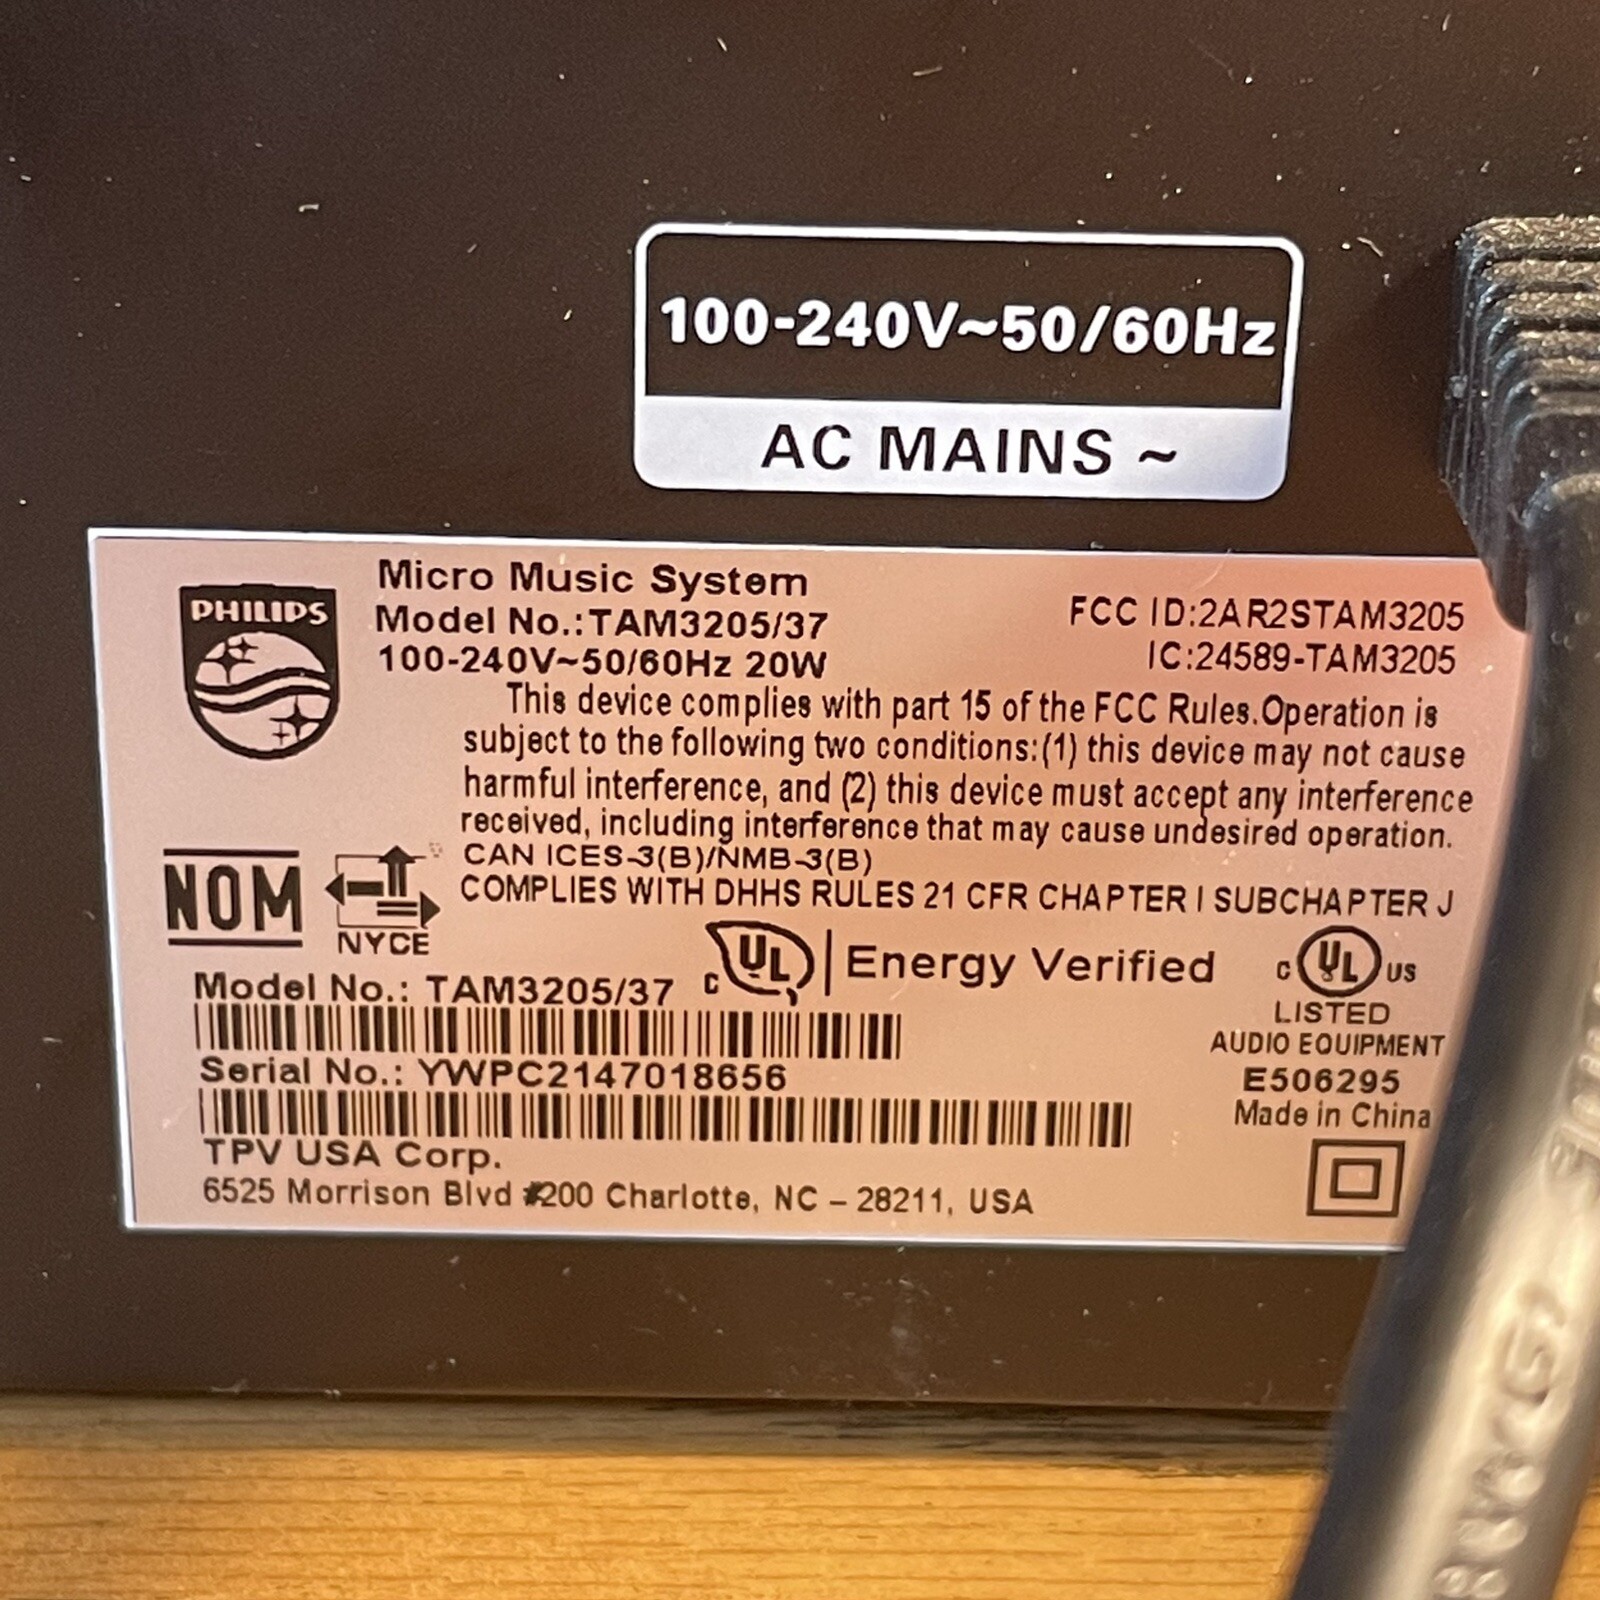 100-240V~50/60Hz
AC MAINS ~
PHILIPS
Micro Music System
Model No.:TAM3205/37
100-240V~50/60Hz 20W
FCC ID:2AR2STAM3205
IC:24589-TAM3205
This device complies with part 15 of the FCC Rules.Operation is
subject to the following two conditions:(1) this device may not cause
harmful interference, and (2) this device must accept any interference
received, including interference that may cause undesired operation.
CAN ICES-3(B)/NMB-3(B)
COMPLIES WITH DHHS RULES 21 CFR CHAPTER I SUBCHAPTER J
NOM
NYCE
C UL Energy Verified
C UL US
LISTED
AUDIO EQUIPMENT
E506295
Made in China
Model No.: TAM3205/37
Serial No.: YWPC2147018656
TPV USA Corp.
6525 Morrison Blvd #200 Charlotte, NC - 28211, USA